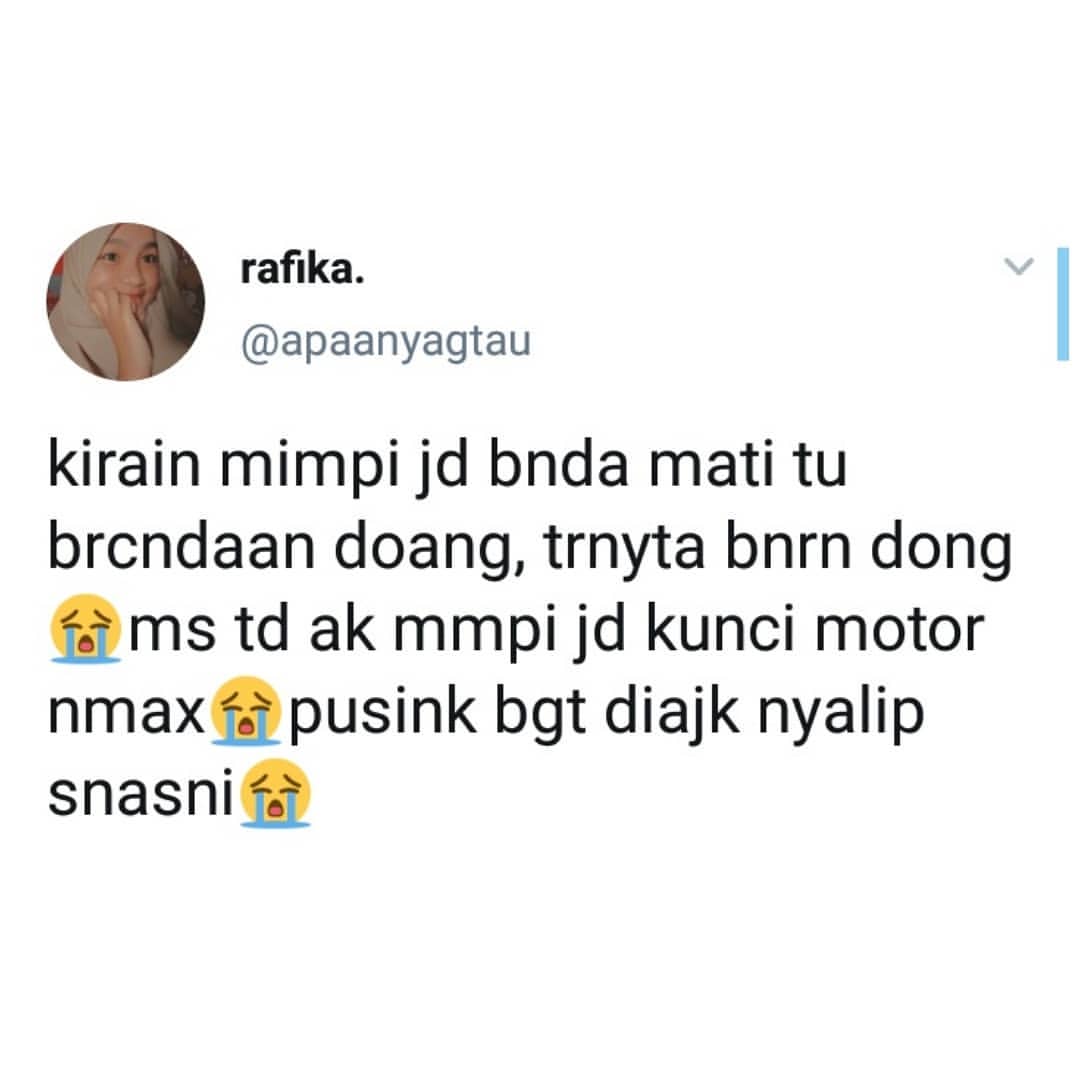 rafika.
@apaanyagtau
kirain mimpi jd bnda mati tu
brcndaan doang, trnyta bnrn dong
😭ms td ak mmpi jd kunci motor
nmax😭pusink bgt diajk nyalip
snasni😭